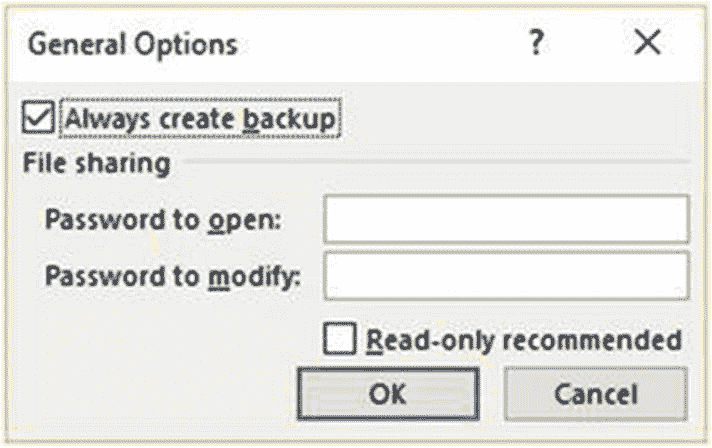 General Options ? ×
Always create backup
File sharing
Password to open:
Password to modify:
Read-only recommended
OK Cancel